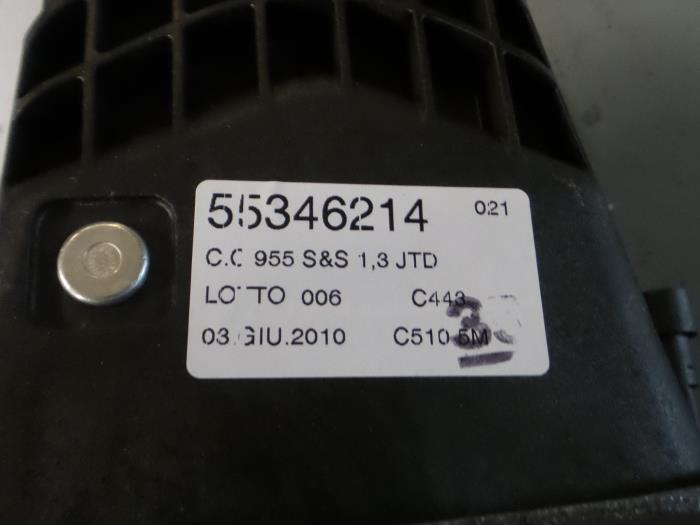 55346214 021
C.C 955 S&S 1,3 JTD
LOTTO 006 C443
03.GIU.2010 C510 5M